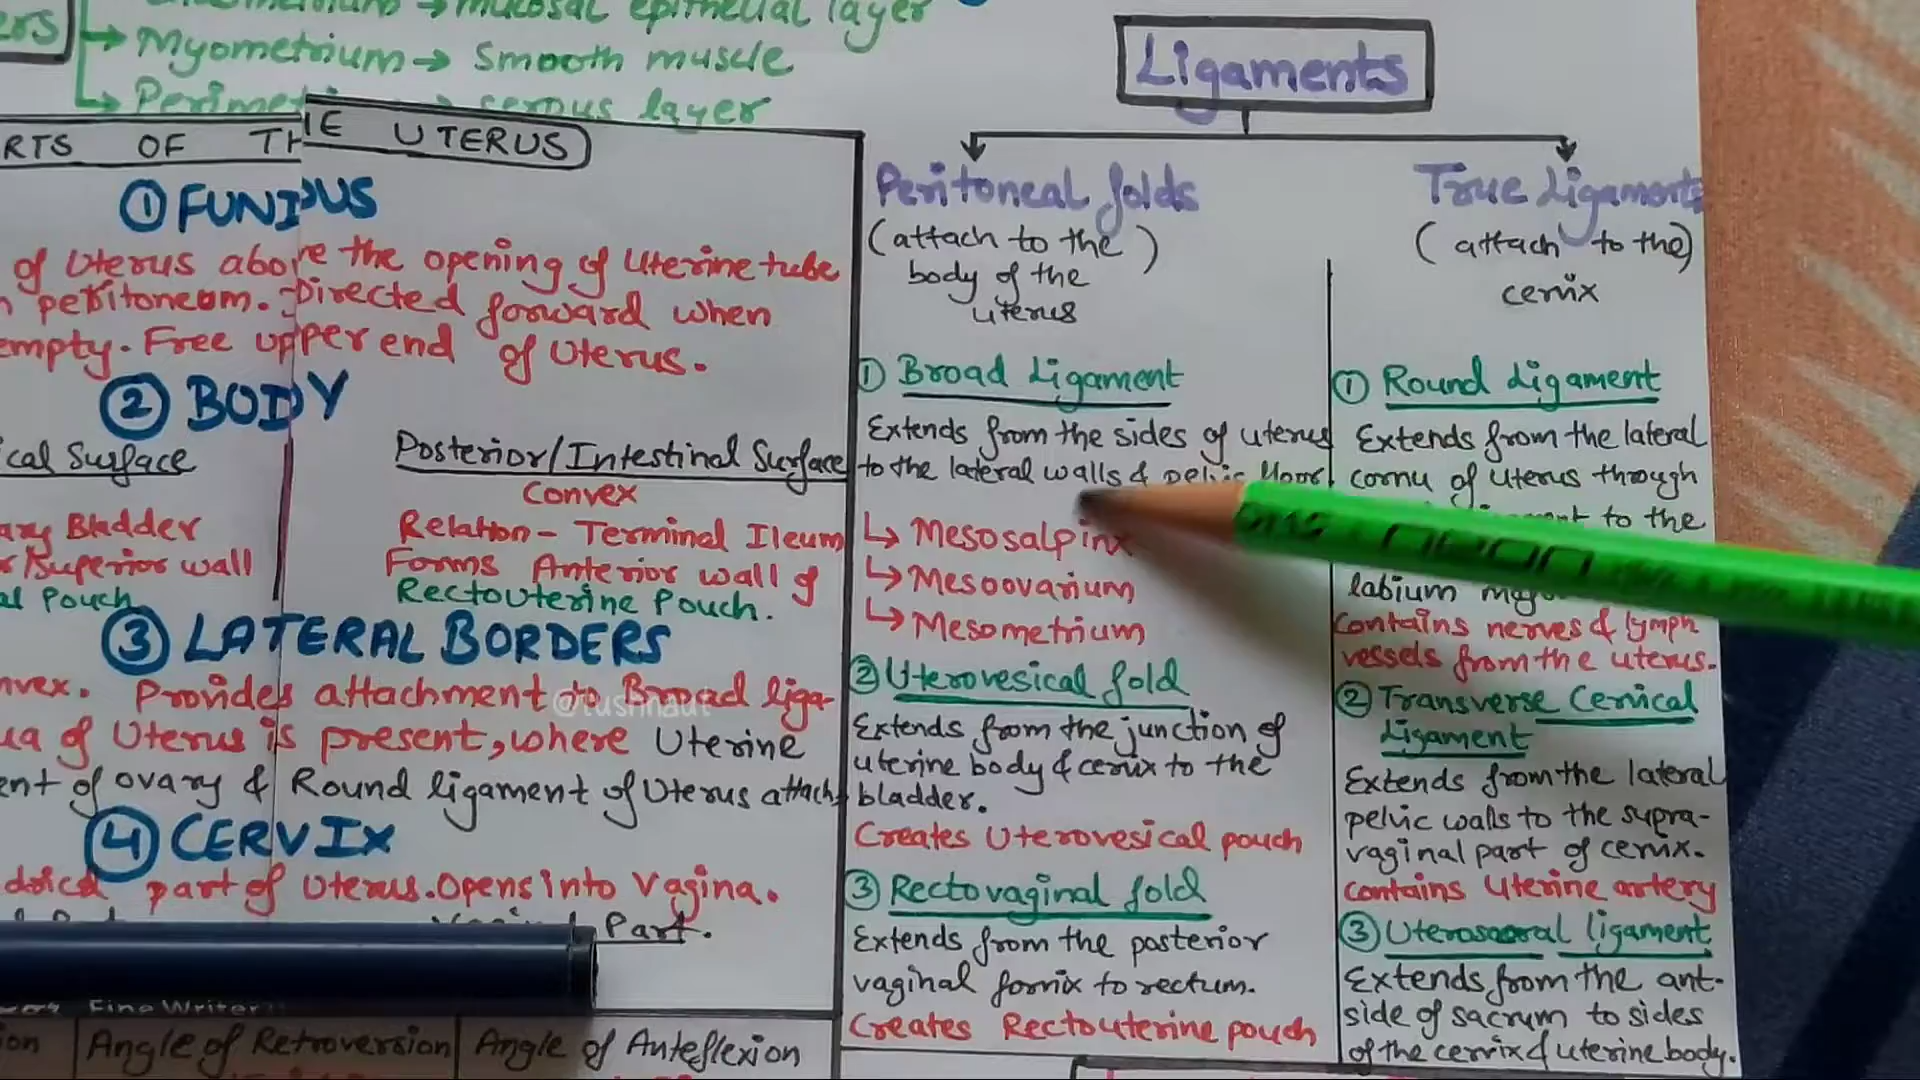 mucosal epithelial layer
Myometrium → Smooth muscle
serous layer
PARTS OF THE UTERUS
① FUNDUS
of Uterus above the opening of Uterine tube
peritoneum. Directed forward when
empty. Free upper end of Uterus.
② BODY
Surface
Posterior/Intestinal Surface
Convex
Bladder
Relation - Terminal Ileum
/Superior wall
Forms Anterior wall of
Pouch
Rectouterine Pouch.
③ LATERAL BORDERS
Provides attachment to Broad liga-
@tushnaut
of Uterus is present, where Uterine
of ovary & Round ligament of Uterus attach
④ CERVIX
part of Uterus. Opens into Vagina.
Part.
Fine Writer
Angle of Retroversion
Angle of Anteflexion
Ligaments
Peritoneal folds
(attach to the)
body of the
uterus
① Broad Ligament
Extends from the sides of uterus
to the lateral walls & pelvic floor
↳ Mesosalpinx
↳ Mesoovarium
↳ Mesometrium
② Uterovesical fold
Extends from the junction of
uterine body & cervix to the
bladder.
Creates Uterovesical pouch
③ Rectovaginal fold
Extends from the posterior
vaginal fornix to rectum.
Creates Rectouterine pouch
True Ligaments
(attach to the)
cervix
① Round Ligament
Extends from the lateral
cornu of Uterus through
to the
labium
contains nerves & lymph
vessels from the uterus.
② Transverse Cervical
Ligament
Extends from the lateral
pelvic walls to the supra-
vaginal part of cervix.
contains Uterine artery
③ Uterosacral ligament
Extends from the ant-
side of sacrum to sides
of the cervix & uterine body.